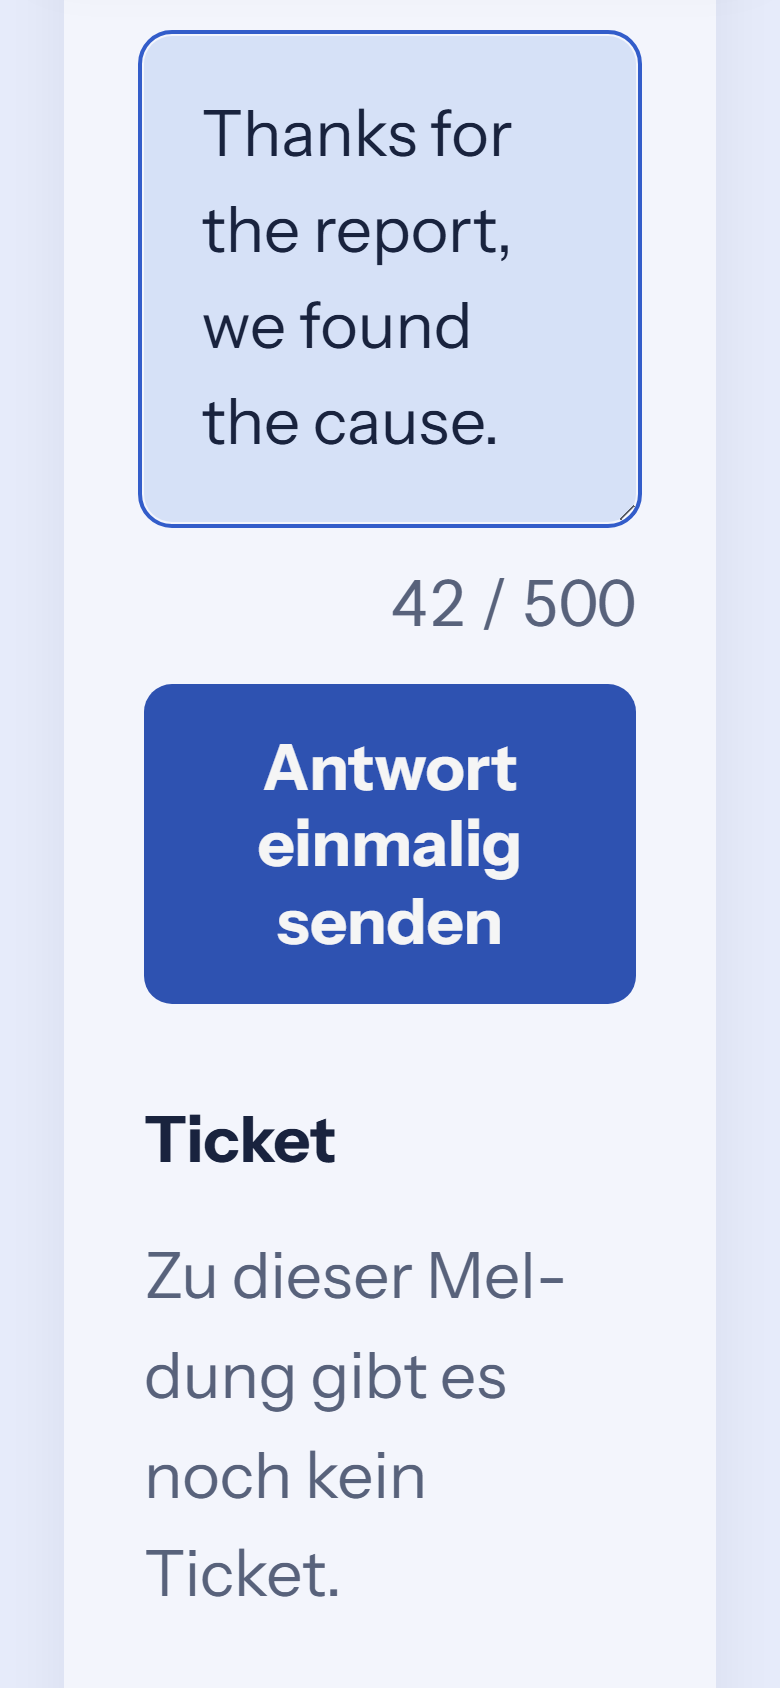 Thanks for
the report,
we found
the cause.
42 / 500
Antwort
einmalig
senden
Ticket
Zu dieser Mel-
dung gibt es
noch kein
Ticket.